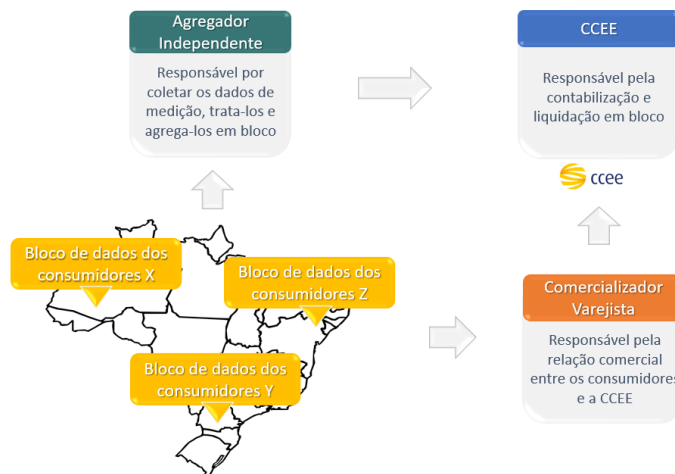 Agregador
Independente
Responsável por
coletar os dados de
medição, trata-los e
agrega-los em bloco
CCEE
Responsável pela
contabilização e
liquidação em bloco
ccee
Bloco de dados dos
consumidores X
Bloco de dados dos
consumidores Z
Bloco de dados dos
consumidores Y
Comercializador
Varejista
Responsável pela
relação comercial
entre os consumidores
e a CCEE